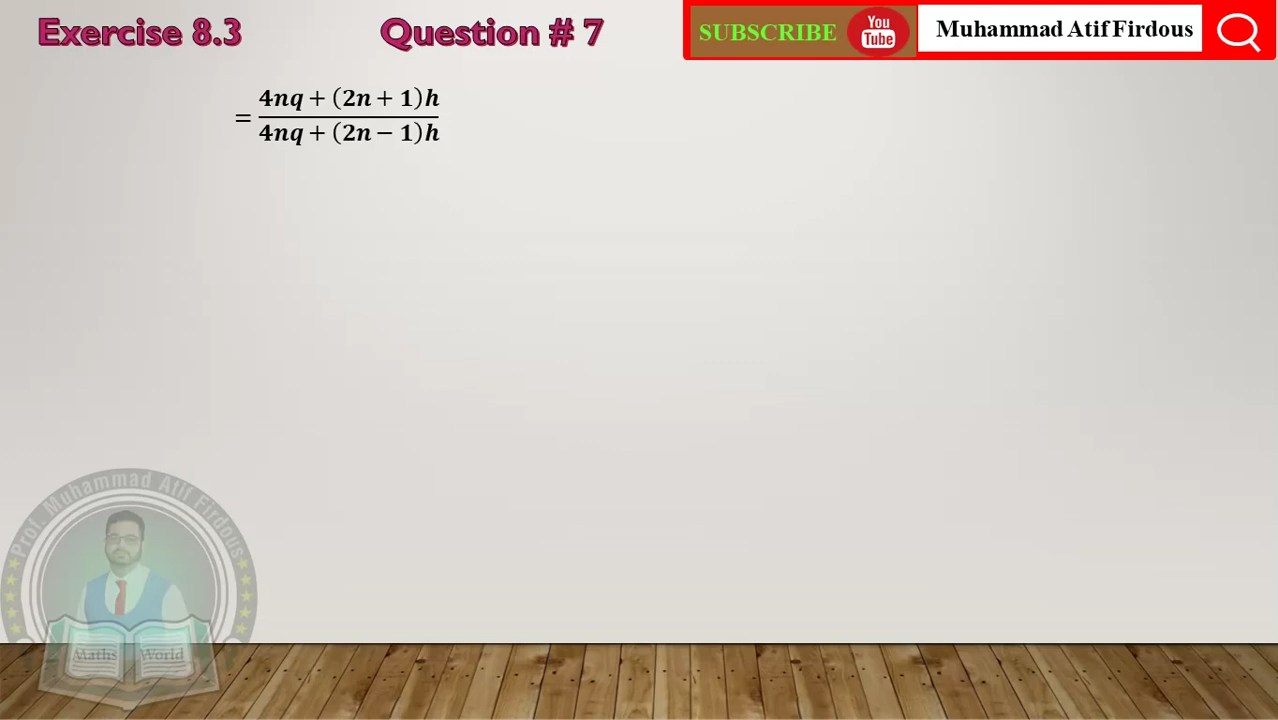 Exercise 8.3 Question # 7 SUBSCRIBE You Tube Muhammad Atif Firdous
= \frac{4nq + (2n + 1)h}{4nq + (2n − 1)h}
Prof. Muhammad Atif Firdous
Maths World